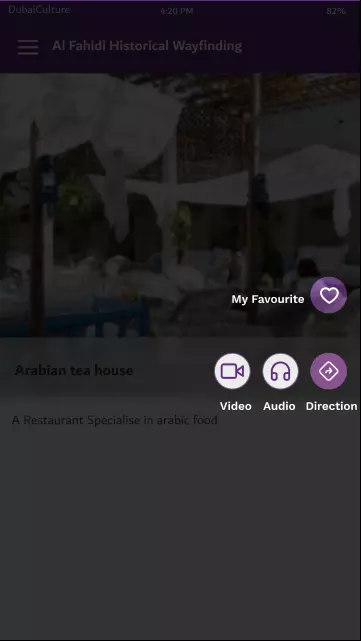 DubaiCulture 4:20 PM 82%
Al Fahidi Historical Wayfinding
My Favourite
Arabian tea house
Video Audio Direction
A Restaurant Specialise in arabic food